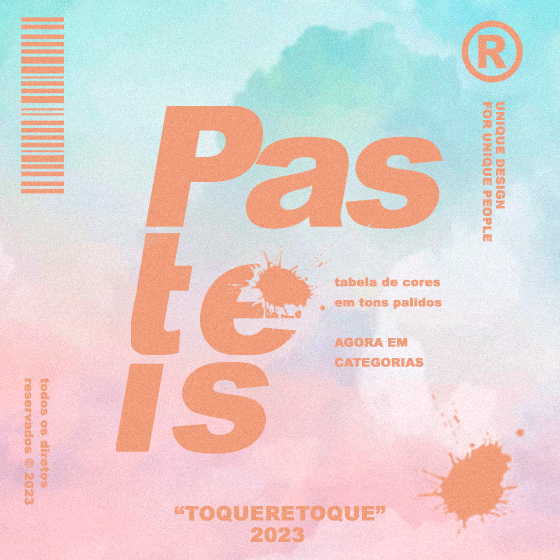 ®
UNIQUE DESIGN
FOR UNIQUE PEOPLE
Pas
te
is
tabela de cores
em tons palidos
AGORA EM
CATEGORIAS
todos os diretos
reservados © 2023
“TOQUERETOQUE”
2023